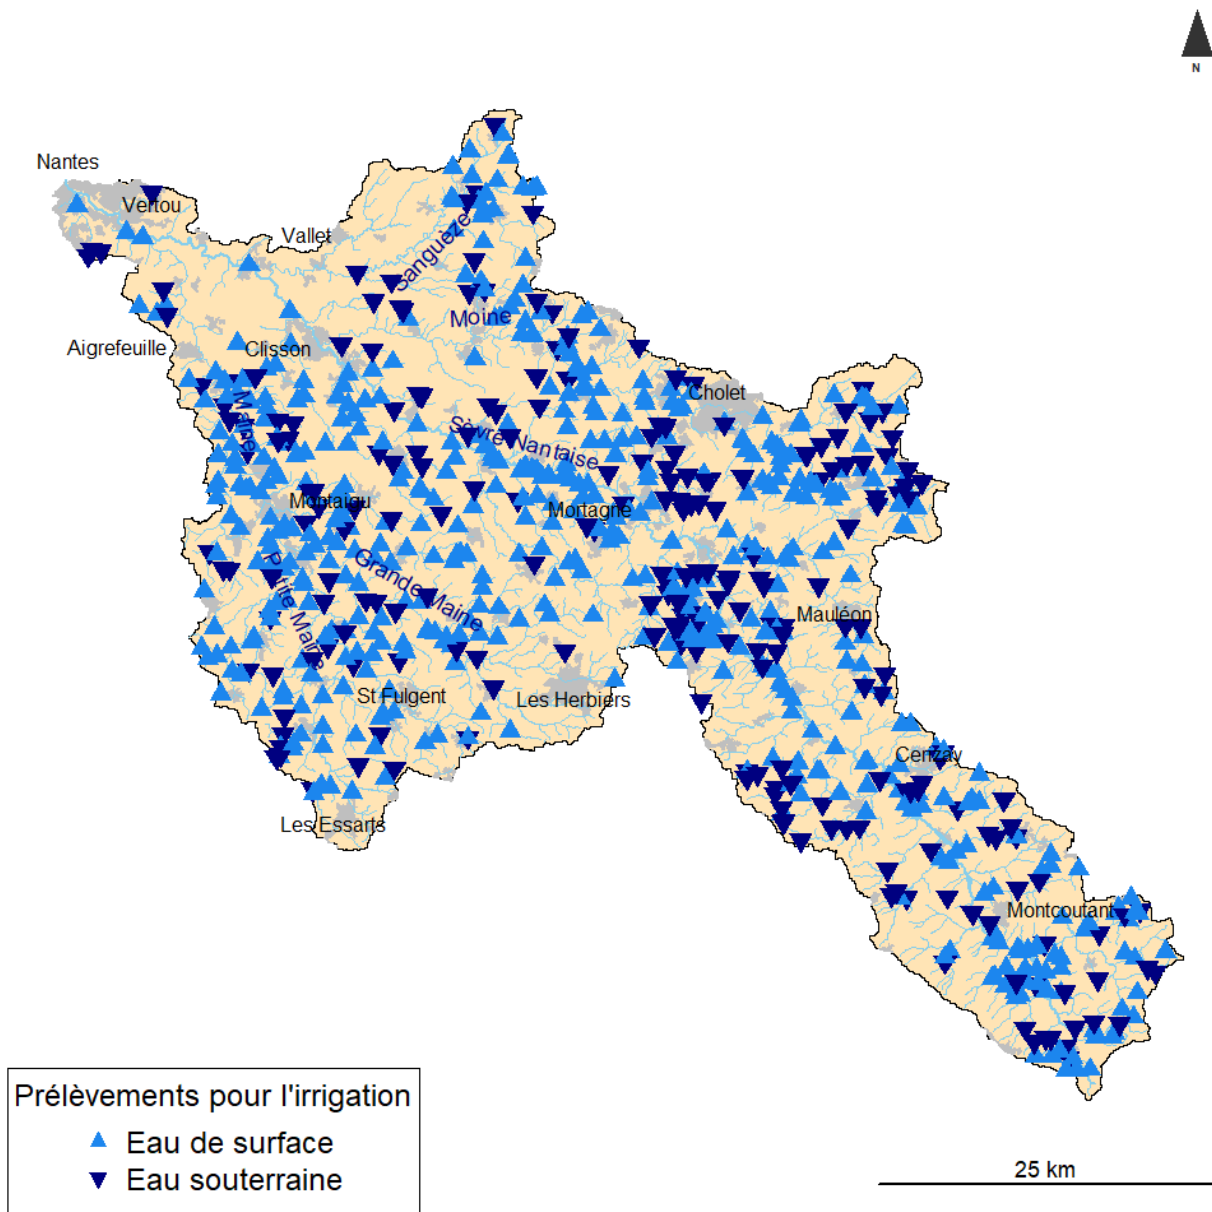 N
Nantes
Vertou
Vallet
Sanguèze
Moine
Aigrefeuille
Clisson
Cholet
Maine
Sèvre Nantaise
Montaigu
Mortagne
Grande Maine
Ptite Maine
Mauléon
St Fulgent
Les Herbiers
Cerizay
Les Essarts
Montcoutant
Prélèvements pour l'irrigation
Eau de surface
Eau souterraine
25 km